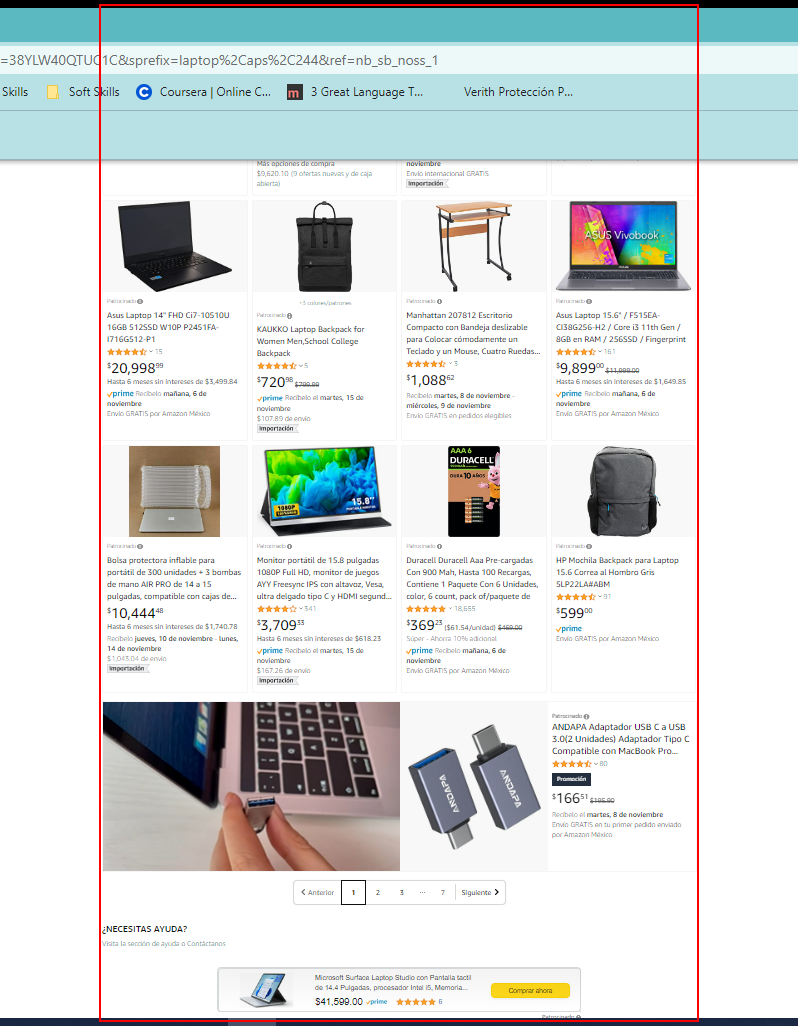 =38YLW40QTUO1C&sprefix=laptop%2Caps%2C244&ref=nb_sb_noss_1
Skills
Soft Skills
Coursera | Online C...
3 Great Language T...
Verith Protección P...
Más opciones de compra
$9,620.10 (9 ofertas nuevas y de caja
abierta)
noviembre
Envío internacional GRATIS
Importación
ASUS Vivobook
Patrocinado
Asus Laptop 14" FHD Ci7-10510U
16GB 512SSD W10P P2451FA-
I716G512-P1
15
$20,998⁹⁹
Hasta 6 meses sin intereses de $3,499.84
prime Recíbelo mañana, 6 de
noviembre
Envío GRATIS por Amazon México
+3 colores/patrones
Patrocinado
KAUKKO Laptop Backpack for
Women Men,School College
Backpack
5
$720⁹⁸ $799.99
prime Recíbelo el martes, 15 de
noviembre
$107.89 de envío
Importación
Patrocinado
Manhattan 207812 Escritorio
Compacto con Bandeja deslizable
para Colocar cómodamente un
Teclado y un Mouse, Cuatro Ruedas...
3
$1,088⁶²
Recíbelo martes, 8 de noviembre -
miércoles, 9 de noviembre
Envío GRATIS en pedidos elegibles
Patrocinado
Asus Laptop 15.6" / F515EA-
CI38G256-H2 / Core i3 11th Gen /
8GB en RAM / 256SSD / Fingerprint
161
$9,899⁰⁰ $11,999.00
Hasta 6 meses sin intereses de $1,649.85
prime Recíbelo mañana, 6 de
noviembre
Envío GRATIS por Amazon México
15.8"
1080P
AAA 6
DURACELL
DURA 10 AÑOS
Patrocinado
Bolsa protectora inflable para
portátil de 300 unidades + 3 bombas
de mano AIR PRO de 14 a 15
pulgadas, compatible con cajas de...
$10,444⁴⁸
Hasta 6 meses sin intereses de $1,740.78
Recíbelo jueves, 10 de noviembre - lunes,
14 de noviembre
$1,043.04 de envío
Importación
Patrocinado
Monitor portátil de 15.8 pulgadas
1080P Full HD, monitor de juegos
AYY Freesync IPS con altavoz, Vesa,
ultra delgado tipo C y HDMI segund...
341
$3,709³³
Hasta 6 meses sin intereses de $618.23
prime Recíbelo el martes, 15 de
noviembre
$167.26 de envío
Importación
Patrocinado
Duracell Duracell Aaa Pre-cargadas
Con 900 Mah, Hasta 100 Recargas,
Contiene 1 Paquete Con 6 Unidades,
color, 6 count, pack of/paquete de
18,655
$369²³ ($61.54/unidad) $469.00
Súper - Ahorra 10% adicional
prime Recíbelo mañana, 6 de
noviembre
Envío GRATIS por Amazon México
Patrocinado
HP Mochila Backpack para Laptop
15.6 Correa al Hombro Gris
5LP22LA#ABM
91
$599⁰⁰
prime
Envío GRATIS por Amazon México
ANDAPA
ANDAPA
Patrocinado
ANDAPA Adaptador USB C a USB
3.0(2 Unidades) Adaptador Tipo C
Compatible con MacBook Pro...
80
Promoción
$166⁵¹ $195.90
Recíbelo el martes, 8 de noviembre
Envío GRATIS en tu primer pedido enviado
por Amazon México
Anterior 1 2 3 ... 7 Siguiente
¿NECESITAS AYUDA?
Visita la sección de ayuda o Contáctanos
Microsoft Surface Laptop Studio con Pantalla tactil
de 14.4 Pulgadas, procesador Intel I5, Memoria...
$41,599.00 prime 6
Comprar ahora
Patrocinado